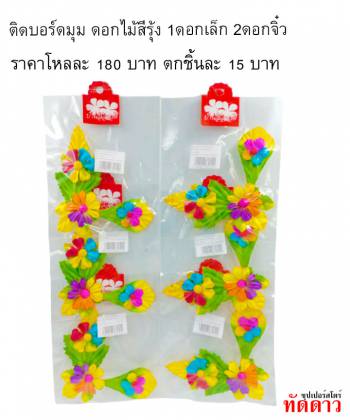 ติดบอร์ดมุม ดอกไม้สีรุ้ง 1ดอกเล็ก 2ดอกจิ๋ว
ราคาโหลละ 180 บาท ตกชิ้นละ 15 บาท
ซุปเปอร์สโตร์
ทัดดาว